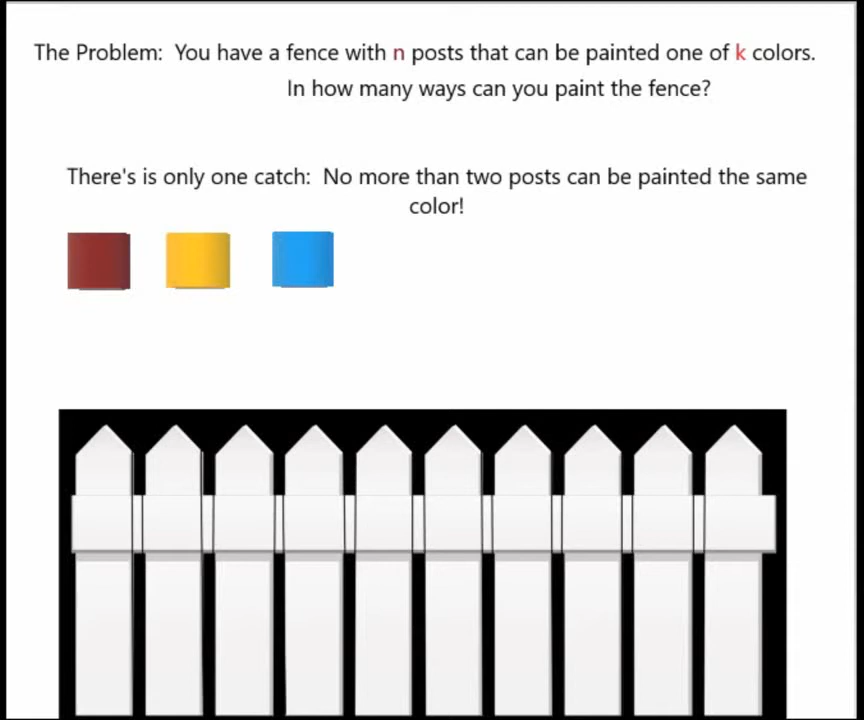 The Problem:  You have a fence with n posts that can be painted one of k colors.
In how many ways can you paint the fence?
There's is only one catch:  No more than two posts can be painted the same
color!